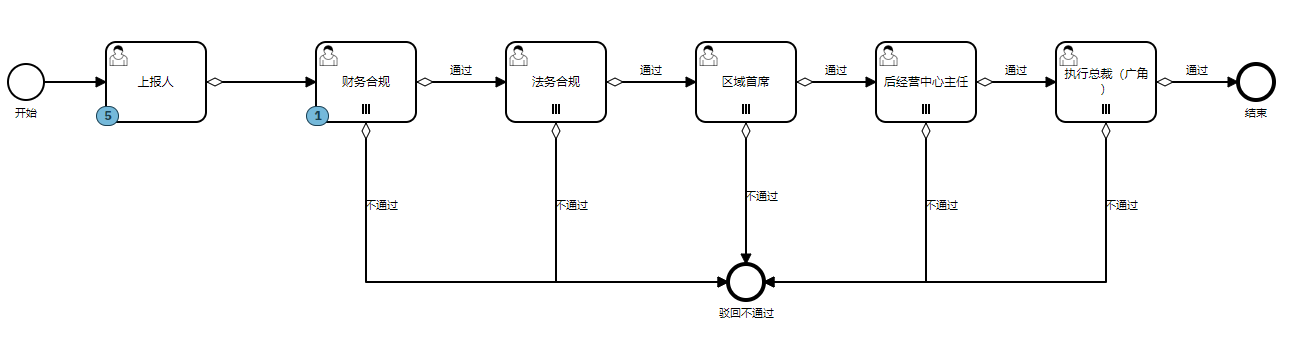 上报人
财务合规
通过
法务合规
通过
区域首席
通过
后经营中心主任
通过
执行总裁（广角
）
通过
开始
5
1
结束
不通过
不通过
不通过
不通过
不通过
驳回不通过